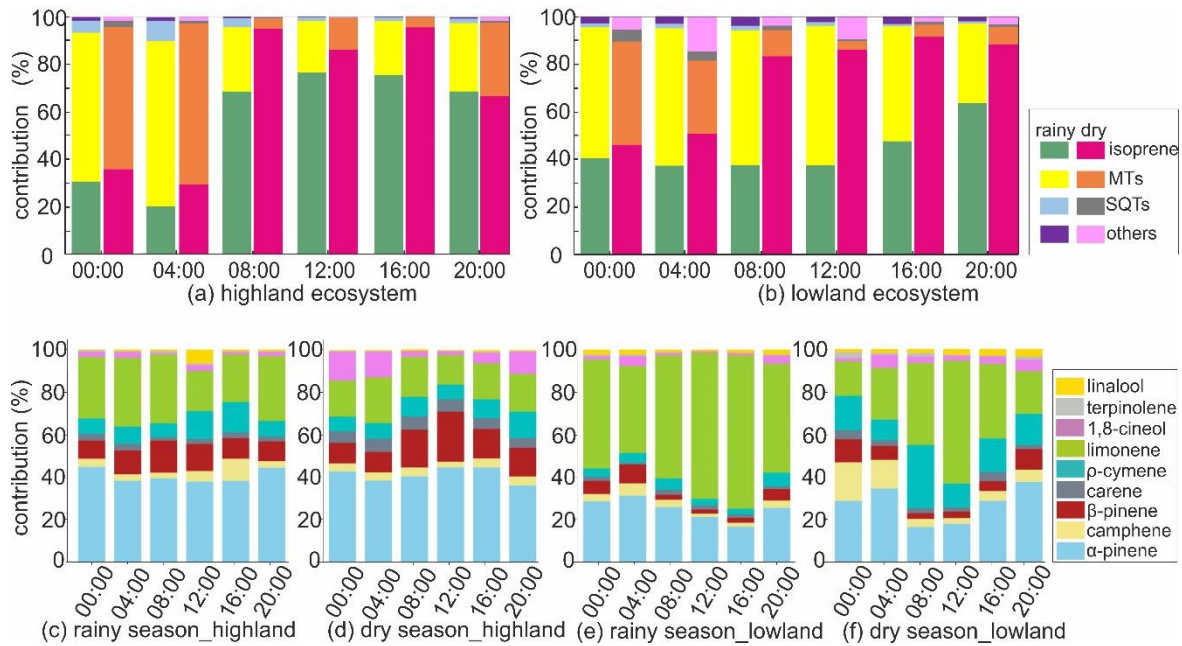 contribution (%)
100
80
60
40
20
0
00:00 04:00 08:00 12:00 16:00 20:00
(a) highland ecosystem
contribution (%)
100
80
60
40
20
0
00:00 04:00 08:00 12:00 16:00 20:00
(b) lowland ecosystem
rainy dry
isoprene
MTs
SQTs
others
contribution (%)
100
80
60
40
20
0
00:00 04:00 08:00 12:00 16:00 20:00
(c) rainy season_highland
100
80
60
40
20
0
00:00 04:00 08:00 12:00 16:00 20:00
(d) dry season_highland
100
80
60
40
20
0
00:00 04:00 08:00 12:00 16:00 20:00
(e) rainy season_lowland
100
80
60
40
20
0
00:00 04:00 08:00 12:00 16:00 20:00
(f) dry season_lowland
linalool
terpinolene
1,8-cineol
limonene
ρ-cymene
carene
β-pinene
camphene
α-pinene